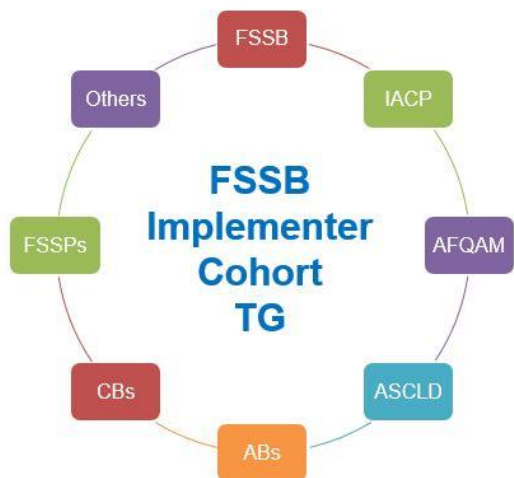 FSSB
Others
IACP
FSSB
Implementer
Cohort
TG
FSSPs
AFQAM
CBs
ASCLD
ABs